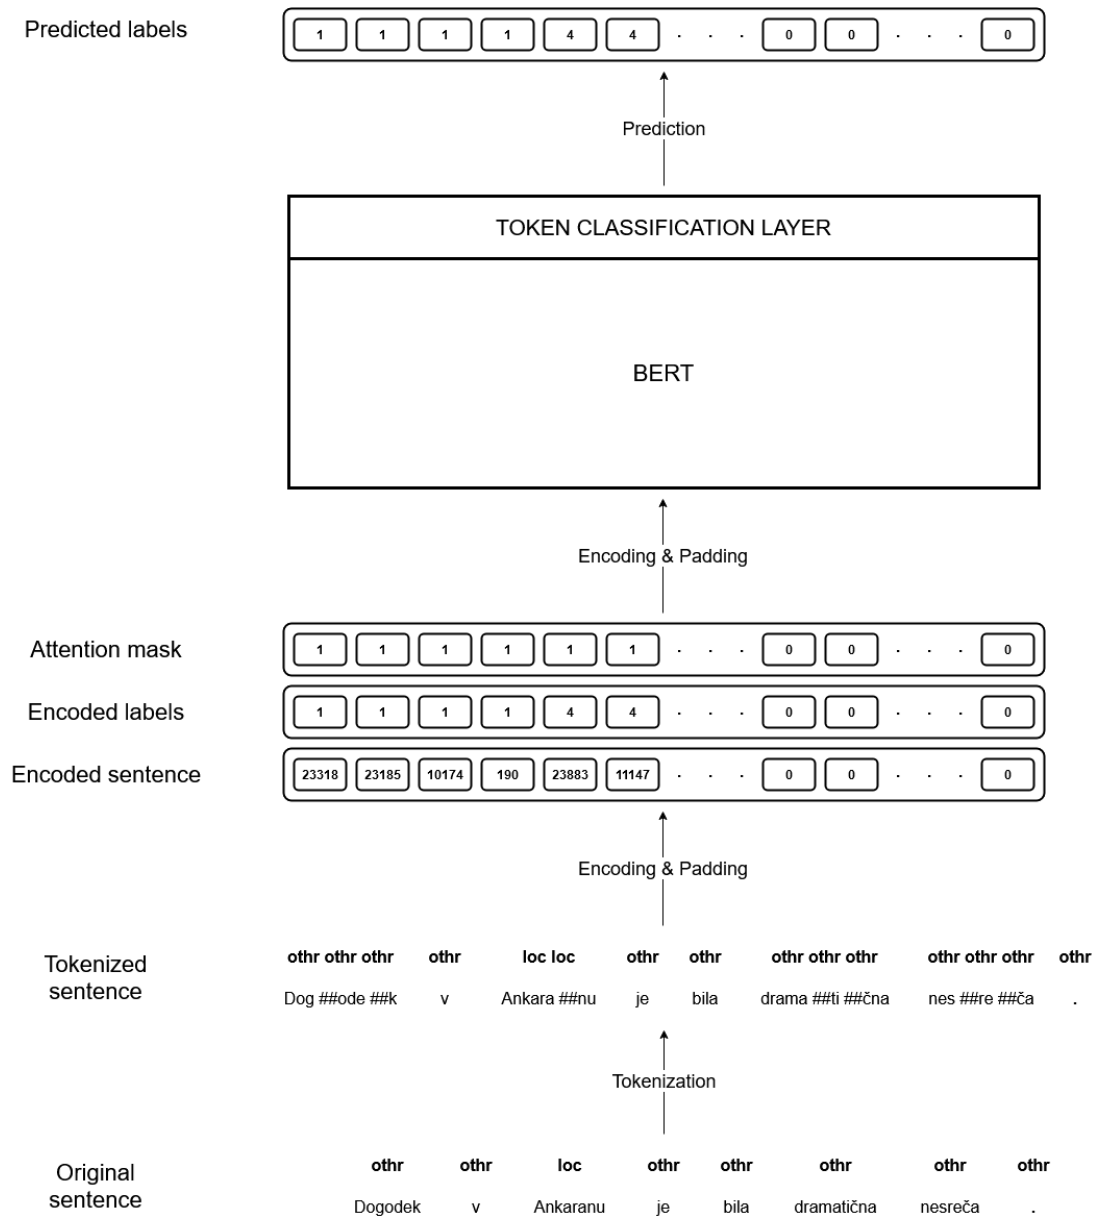 Predicted labels
1 1 1 1 4 4 . . . 0 0 . . . 0
Prediction
TOKEN CLASSIFICATION LAYER
BERT
Encoding & Padding
Attention mask
1 1 1 1 1 1 . . . 0 0 . . . 0
Encoded labels
1 1 1 1 4 4 . . . 0 0 . . . 0
Encoded sentence
23318 23185 10174 190 23883 11147 . . . 0 0 . . . 0
Encoding & Padding
Tokenized
sentence
othr othr othr othr loc loc othr othr othr othr othr othr othr othr othr
Dog ##ode ##k v Ankara ##nu je bila drama ##ti ##čna nes ##re ##ča .
Tokenization
Original
sentence
othr othr loc othr othr othr othr othr
Dogodek v Ankaranu je bila dramatična nesreča .